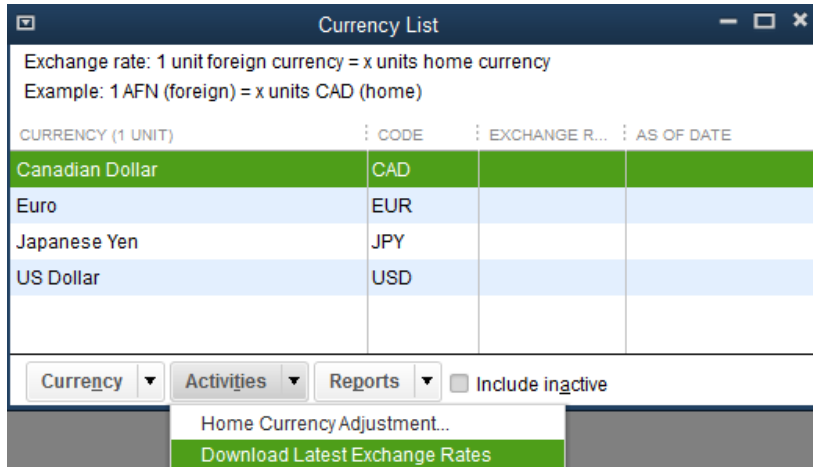 Currency List
Exchange rate: 1 unit foreign currency = x units home currency
Example: 1 AFN (foreign) = x units CAD (home)
CURRENCY (1 UNIT) CODE EXCHANGE R... AS OF DATE
Canadian Dollar CAD
Euro EUR
Japanese Yen JPY
US Dollar USD
Currency Activities Reports Include inactive
Home Currency Adjustment...
Download Latest Exchange Rates